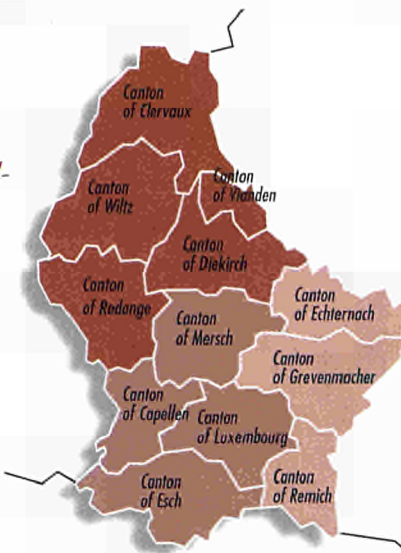 Canton
of Clervaux
Canton
of Wiltz
Canton
of Vianden
Canton
of Diekirch
Canton
of Redange
Canton
of Mersch
Canton
of Echternach
Canton
of Grevenmacher
Canton
of Capellen
Canton
of Luxembourg
Canton
of Esch
Canton
of Remich